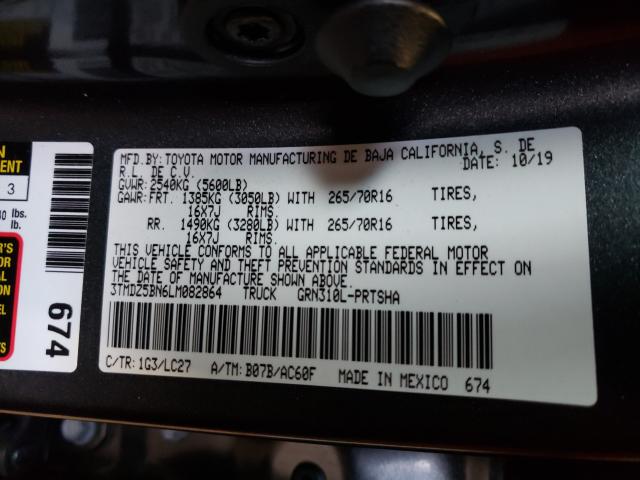 MFD.BY: TOYOTA MOTOR MANUFACTURING DE BAJA CALIFORNIA, S. DE
R.L. DE C.V. DATE: 10/19
GVWR: 2540KG (5600LB)
GAWR: FRT. 1385KG (3050LB) WITH 265/70R16 TIRES,
16X7J RIMS.
RR. 1490KG (3280LB) WITH 265/70R16 TIRES,
16X7J RIMS.
THIS VEHICLE CONFORMS TO ALL APPLICABLE FEDERAL MOTOR
VEHICLE SAFETY AND THEFT PREVENTION STANDARDS IN EFFECT ON
THE DATE OF MANUFACTURE SHOWN ABOVE.
3TMDZ5BN6LM082864 TRUCK GRN310L-PRTSHA
C/TR: 1G3/LC27 A/TM: B07B/AC60F MADE IN MEXICO 674
3
lbs.
lb.
674